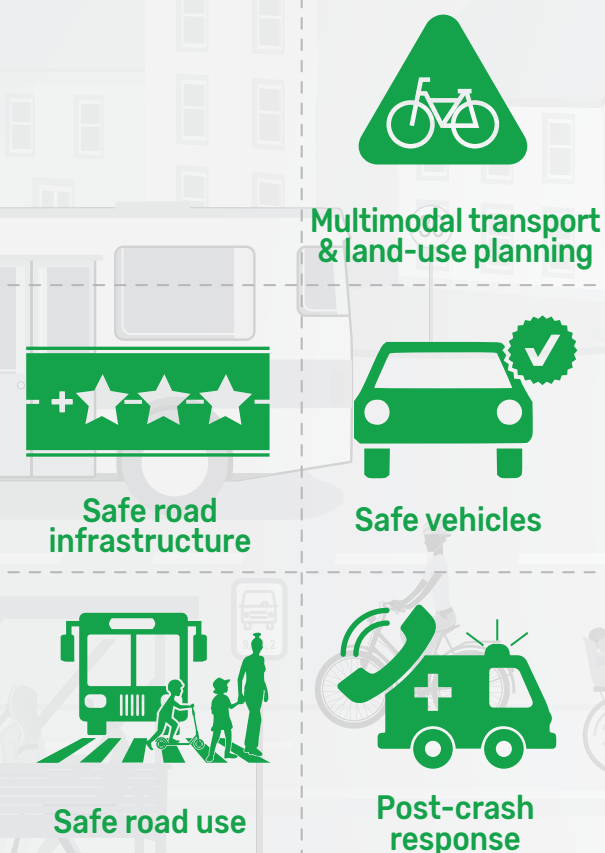 Multimodal transport
& land-use planning
Safe road
infrastructure
Safe vehicles
Safe road use
Post-crash
response